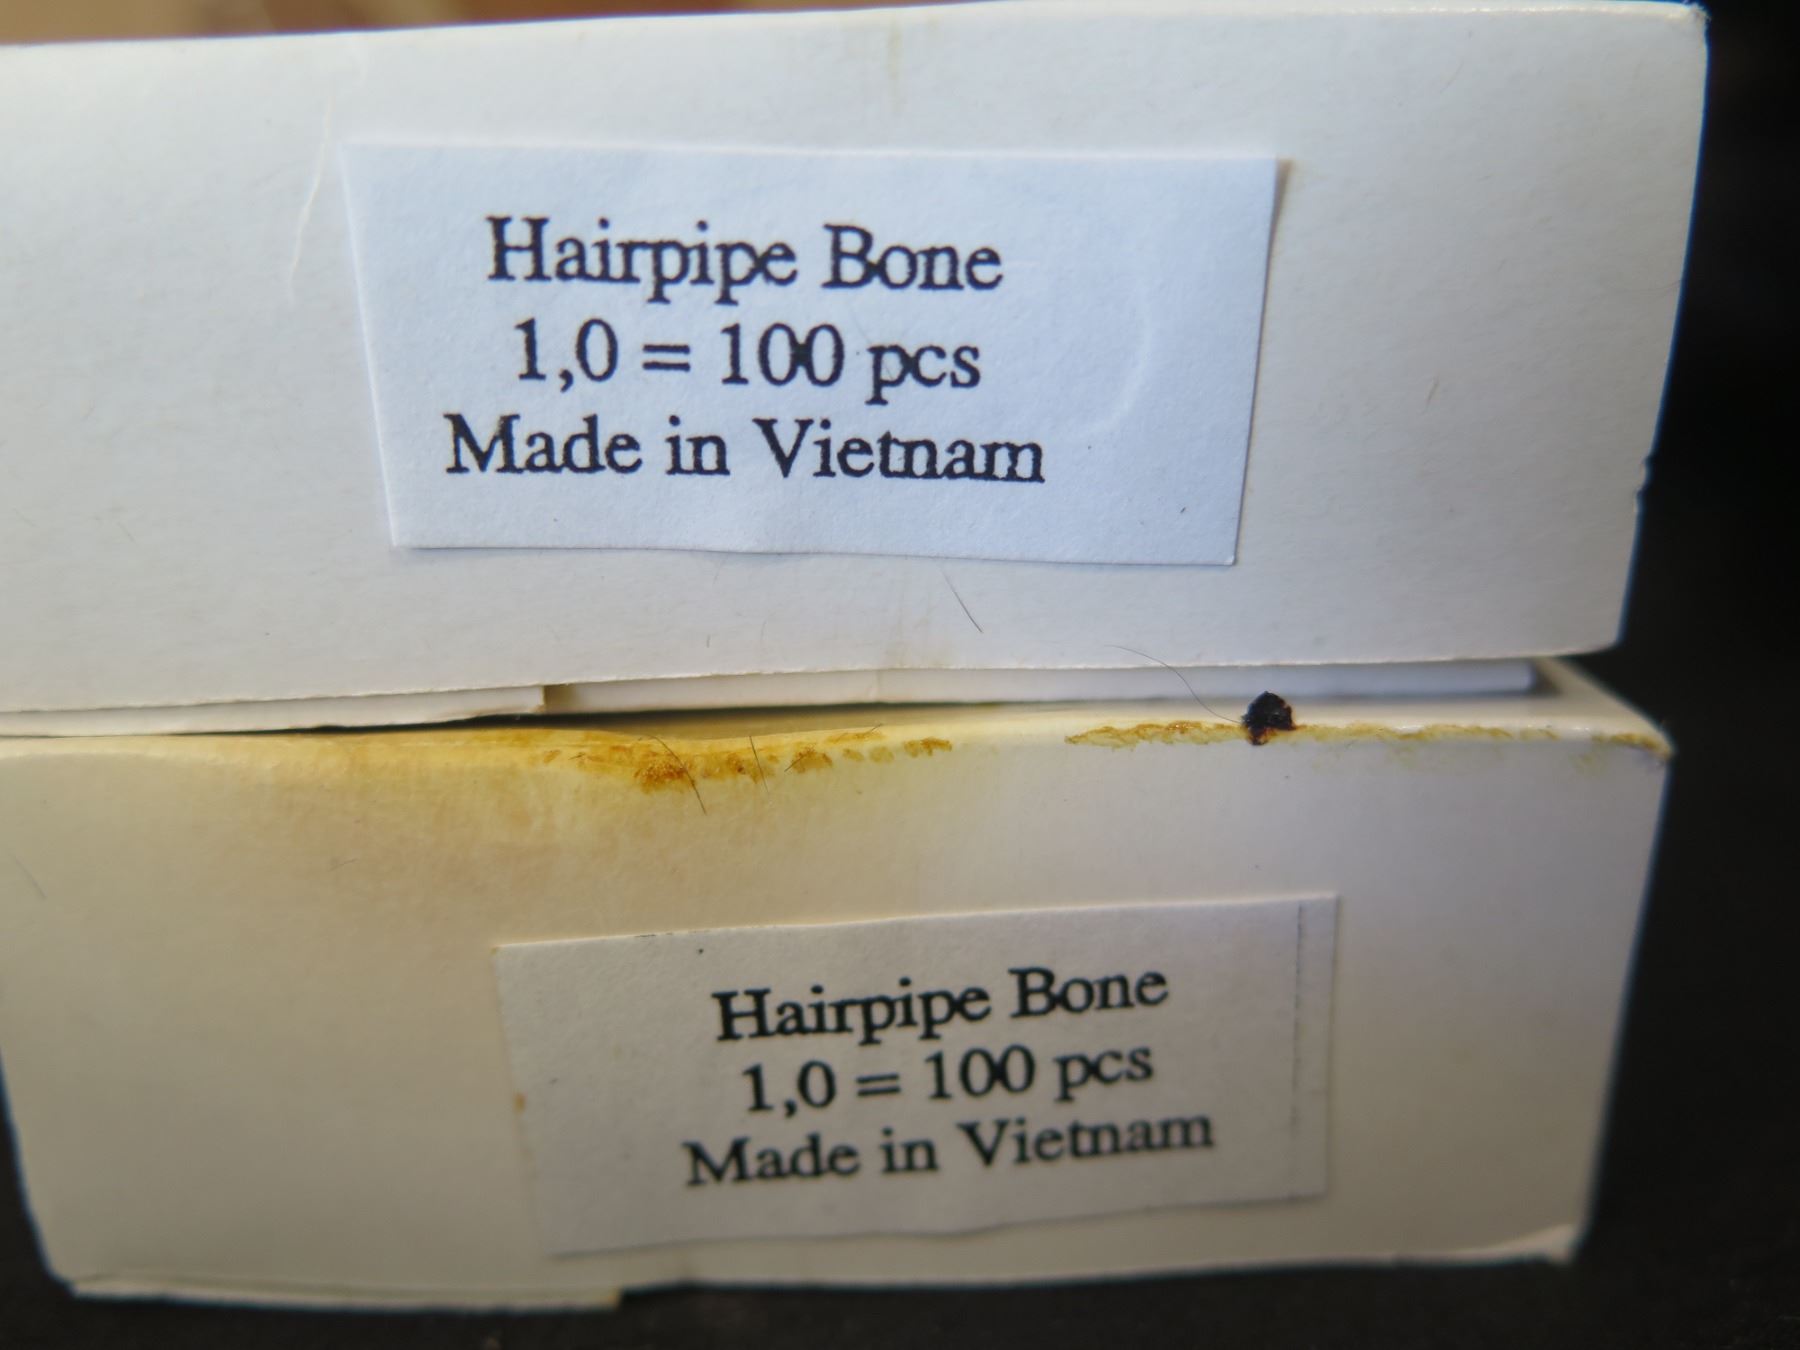 Hairpipe Bone
1,0 = 100 pcs
Made in Vietnam
Hairpipe Bone
1,0 = 100 pcs
Made in Vietnam